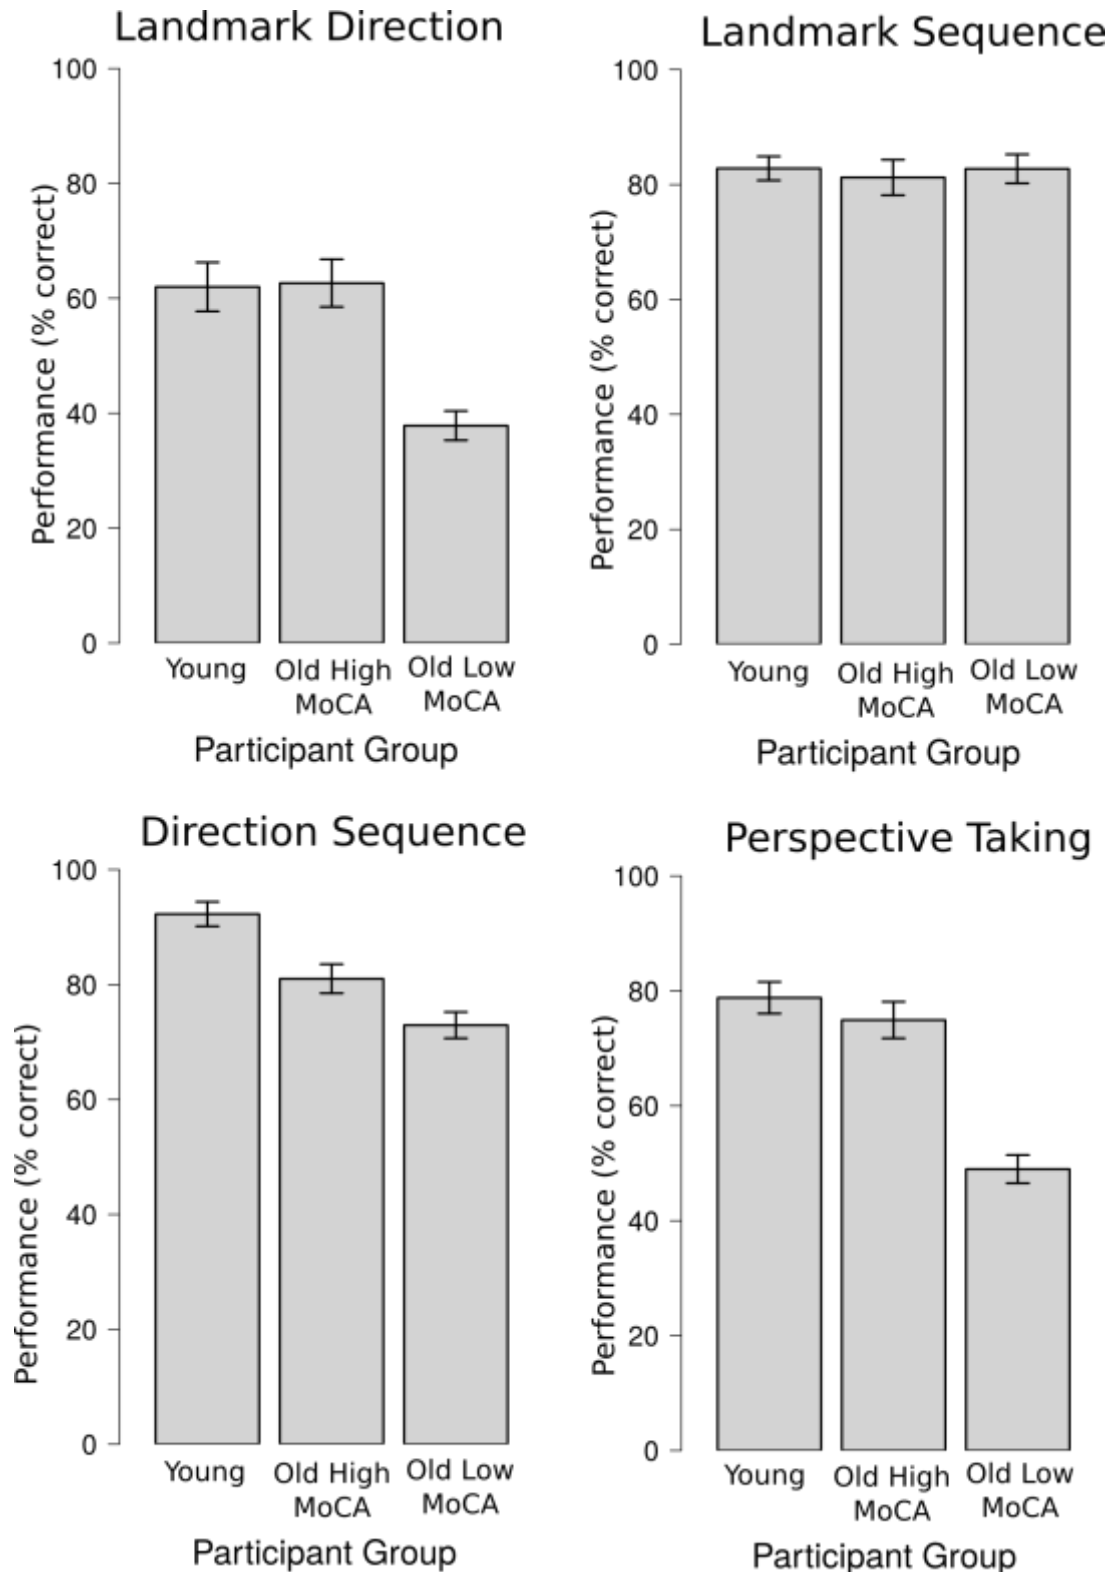 Landmark Direction
100
80
60
40
20
0
Performance (% correct)
Young
Old High
MoCA
Old Low
MoCA
Participant Group
Landmark Sequence
100
80
60
40
20
0
Performance (% correct)
Young
Old High
MoCA
Old Low
MoCA
Participant Group
Direction Sequence
100
80
60
40
20
0
Performance (% correct)
Young
Old High
MoCA
Old Low
MoCA
Participant Group
Perspective Taking
100
80
60
40
20
0
Performance (% correct)
Young
Old High
MoCA
Old Low
MoCA
Participant Group